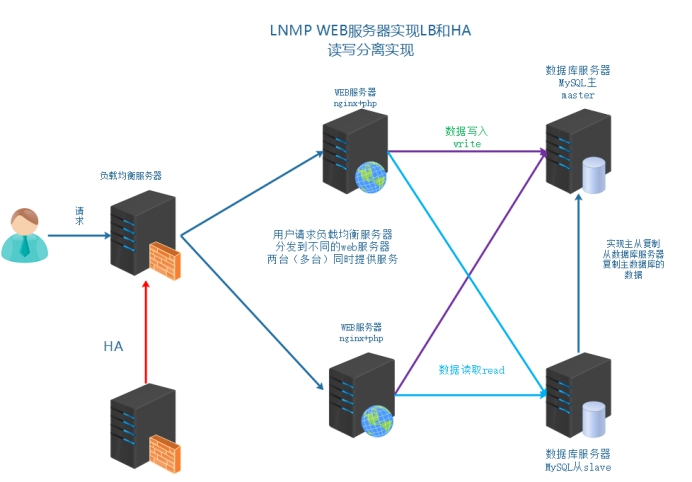 LNMP WEB服务器实现LB和HA
读写分离实现
数据库服务器
MySQL主
master
WEB服务器
nginx+php
数据写入
write
负载均衡服务器
请
求
用户请求负载均衡服务器
分发到不同的web服务器
两台（多台）同时提供服务
实现主从复制
从数据库服务器
复制主数据库的
数据
WEB服务器
nginx+php
HA
数据读取read
数据库服务器
MySQL从slave